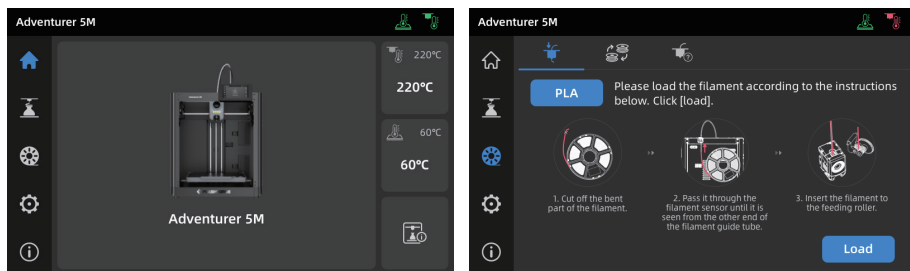 Adventurer 5M
220℃
220℃
60℃
60℃
Adventurer 5M
Adventurer 5M
PLA
Please load the filament according to the instructions
below. Click [load].
1. Cut off the bent
part of the filament.
2. Pass it through the
filament sensor until it is
seen from the other end of
the filament guide tube.
3. Insert the filament to
the feeding roller.
Load